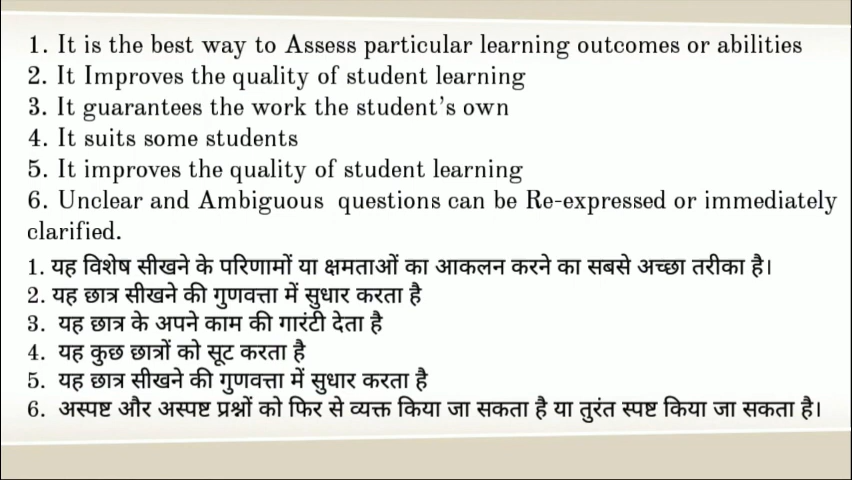 1. It is the best way to Assess particular learning outcomes or abilities
2. It Improves the quality of student learning
3. It guarantees the work the student's own
4. It suits some students
5. It improves the quality of student learning
6. Unclear and Ambiguous questions can be Re-expressed or immediately
clarified.
1. यह विशेष सीखने के परिणामों या क्षमताओं का आकलन करने का सबसे अच्छा तरीका है।
2. यह छात्र सीखने की गुणवत्ता में सुधार करता है
3. यह छात्र के अपने काम की गारंटी देता है
4. यह कुछ छात्रों को सूट करता है
5. यह छात्र सीखने की गुणवत्ता में सुधार करता है
6. अस्पष्ट और अस्पष्ट प्रश्नों को फिर से व्यक्त किया जा सकता है या तुरंत स्पष्ट किया जा सकता है।